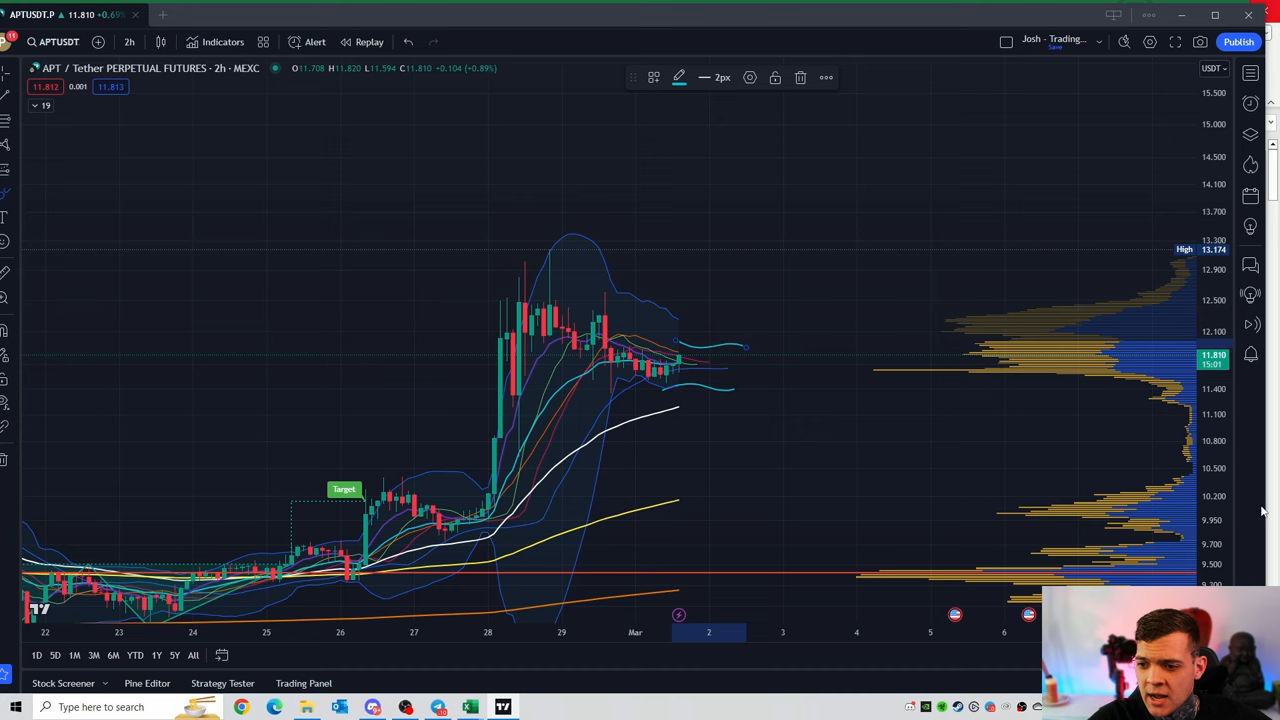 APTUSDT.P ▲ 11.810 +0.69%
11
APTUSDT
2h
Indicators
Alert
Replay
Josh - Trading...
Save
Publish
APT / Tether PERPETUAL FUTURES · 2h · MEXC
O11.708 H11.820 L11.594 C11.810 +0.104 (+0.89%)
2px
USDT
11.812
0.001
11.813
19
15.500
15.000
14.500
14.100
13.700
13.300
High 13.174
12.900
12.500
12.100
11.810
15:01
11.400
11.100
10.800
10.500
Target
10.200
9.950
9.700
9.500
9.300
22
23
24
25
26
27
28
29
Mar
2
3
4
5
6
1D
5D
1M
3M
6M
YTD
1Y
5Y
All
Stock Screener
Pine Editor
Strategy Tester
Trading Panel
Type here to search
10